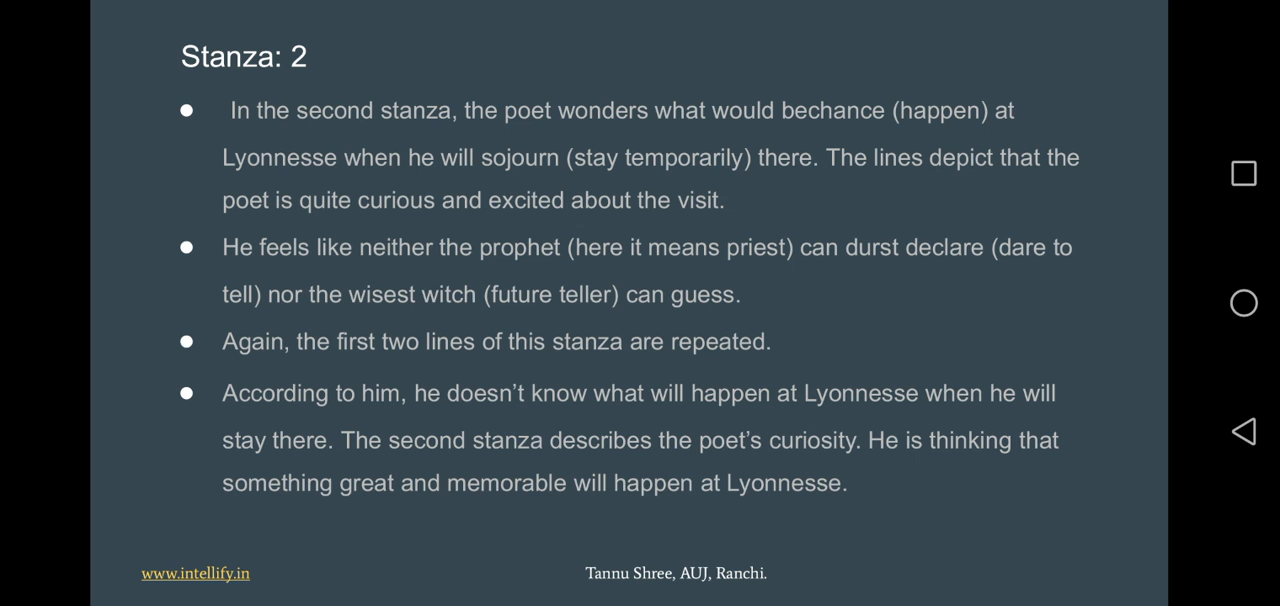 Stanza: 2
● In the second stanza, the poet wonders what would bechance (happen) at
Lyonnesse when he will sojourn (stay temporarily) there. The lines depict that the
poet is quite curious and excited about the visit.
● He feels like neither the prophet (here it means priest) can durst declare (dare to
tell) nor the wisest witch (future teller) can guess.
● Again, the first two lines of this stanza are repeated.
● According to him, he doesn’t know what will happen at Lyonnesse when he will
stay there. The second stanza describes the poet’s curiosity. He is thinking that
something great and memorable will happen at Lyonnesse.
www.intellify.in
Tannu Shree, AUJ, Ranchi.